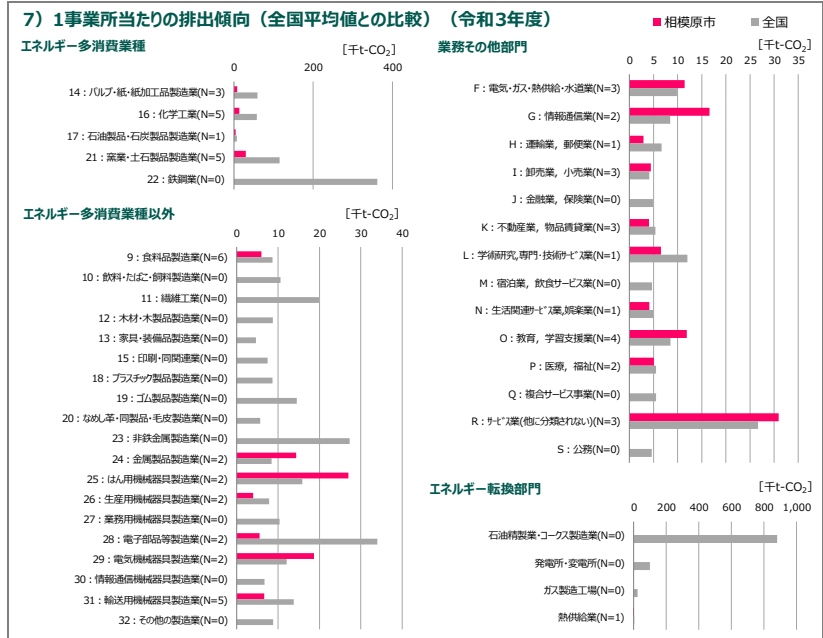 7）1事業所当たりの排出傾向（全国平均値との比較）（令和3年度）
■相模原市 ■全国
エネルギー多消費業種
[千t-CO₂]
0 200 400
14：パルプ・紙・紙加工品製造業(N=3)
16：化学工業(N=5)
17：石油製品・石炭製品製造業(N=1)
21：窯業・土石製品製造業(N=5)
22：鉄鋼業(N=0)
エネルギー多消費業種以外
[千t-CO₂]
0 10 20 30 40
9：食料品製造業(N=6)
10：飲料・たばこ・飼料製造業(N=0)
11：繊維工業(N=0)
12：木材・木製品製造業(N=0)
13：家具・装備品製造業(N=0)
15：印刷・同関連業(N=0)
18：プラスチック製品製造業(N=0)
19：ゴム製品製造業(N=0)
20：なめし革・同製品・毛皮製造業(N=0)
23：非鉄金属製造業(N=0)
24：金属製品製造業(N=2)
25：はん用機械器具製造業(N=2)
26：生産用機械器具製造業(N=2)
27：業務用機械器具製造業(N=0)
28：電子部品等製造業(N=2)
29：電気機械器具製造業(N=2)
30：情報通信機械器具製造業(N=0)
31：輸送用機械器具製造業(N=5)
32：その他の製造業(N=0)
業務その他部門
[千t-CO₂]
0 5 10 15 20 25 30 35
F：電気・ガス・熱供給・水道業(N=3)
G：情報通信業(N=2)
H：運輸業，郵便業(N=1)
I：卸売業，小売業(N=3)
J：金融業，保険業(N=0)
K：不動産業，物品賃貸業(N=3)
L：学術研究,専門・技術ｻｰﾋﾞｽ業(N=1)
M：宿泊業，飲食サービス業(N=0)
N：生活関連ｻｰﾋﾞｽ業,娯楽業(N=1)
O：教育，学習支援業(N=4)
P：医療，福祉(N=2)
Q：複合サービス事業(N=0)
R：ｻｰﾋﾞｽ業(他に分類されない)(N=3)
S：公務(N=0)
エネルギー転換部門
[千t-CO₂]
0 200 400 600 800 1,000
石油精製業・コークス製造業(N=0)
発電所・変電所(N=0)
ガス製造工場(N=0)
熱供給業(N=1)